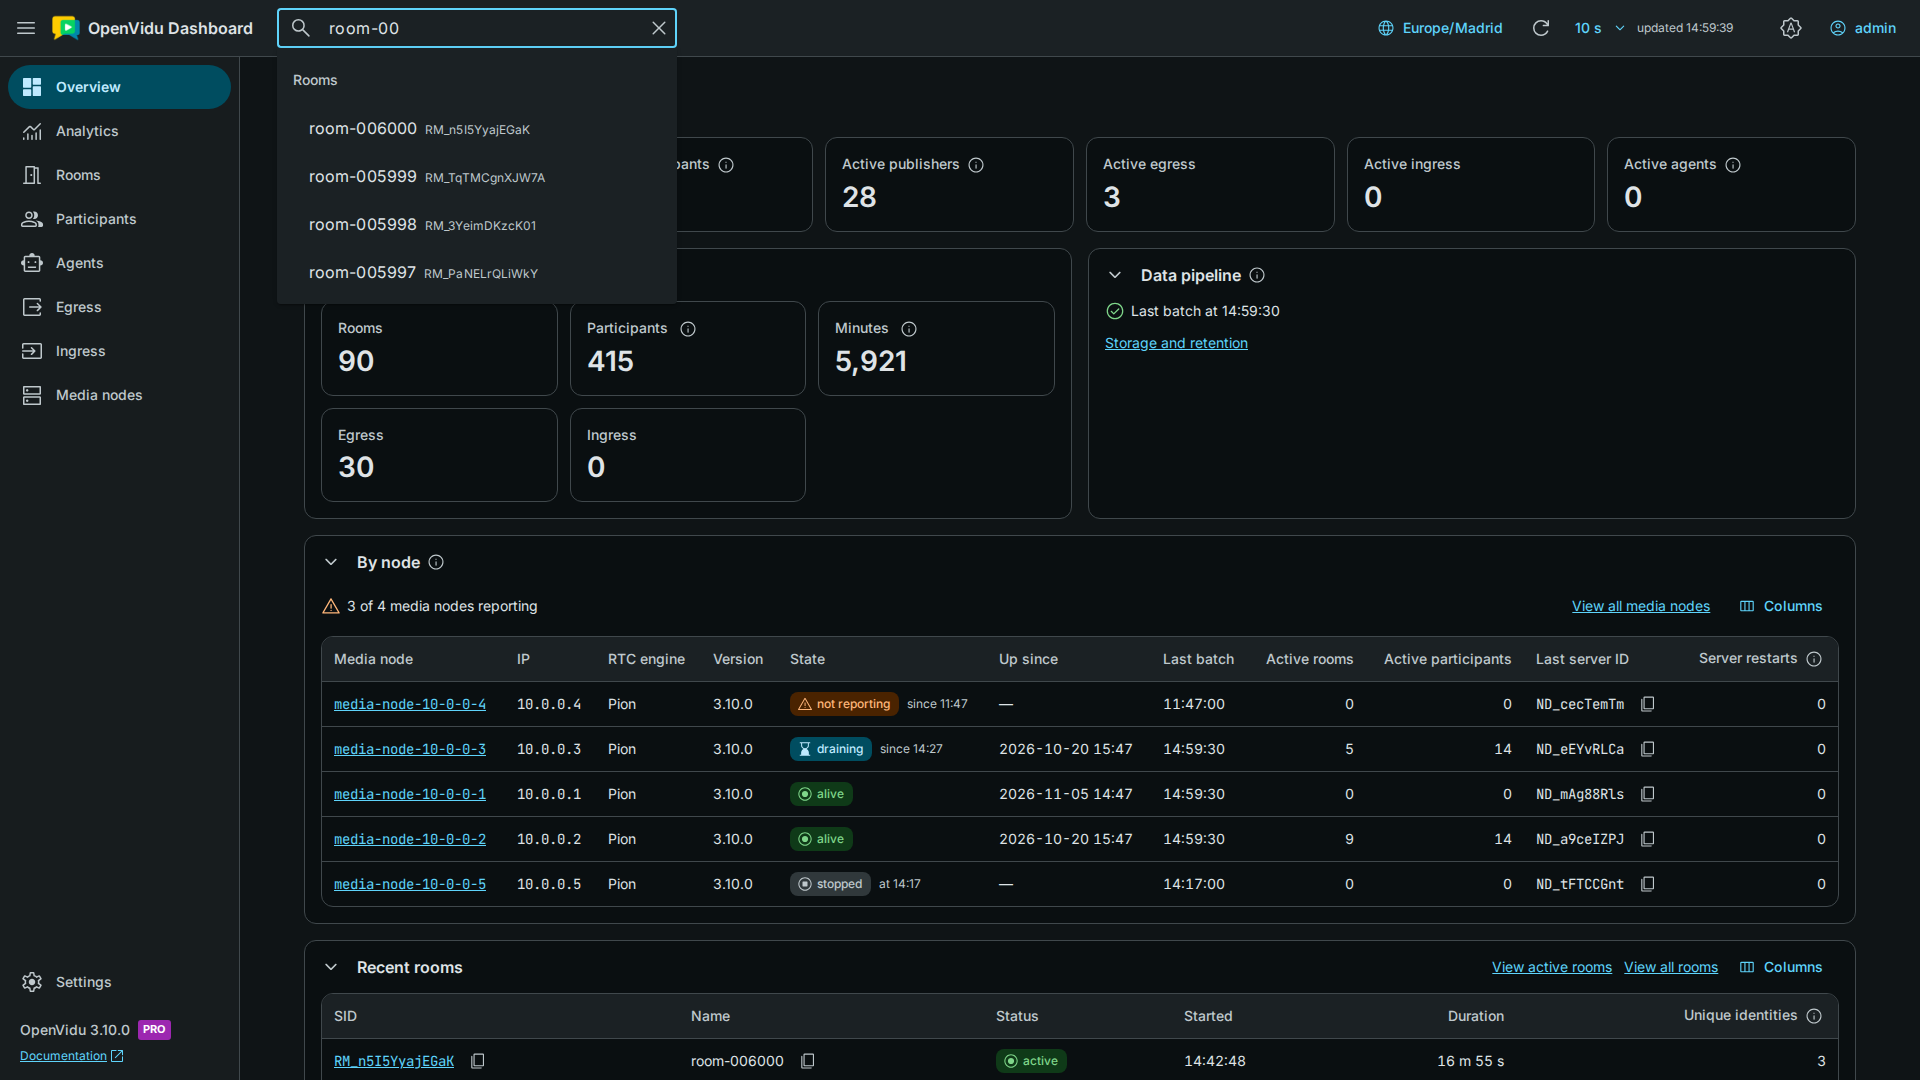 OpenVidu Dashboard
room-00
Europe/Madrid
10 s
updated 14:59:39
admin
Overview
Analytics
Rooms
Participants
Agents
Egress
Ingress
Media nodes
Settings
OpenVidu 3.10.0 PRO
Documentation
Rooms
room-006000 RM_n5I5YyajEGaK
room-005999 RM_TqTMCgnXJW7A
room-005998 RM_3YeimDKzcK01
room-005997 RM_PaNELrQLiWkY
Active publishers
28
Active egress
3
Active ingress
0
Active agents
0
Rooms
90
Participants
415
Minutes
5,921
Egress
30
Ingress
0
Data pipeline
Last batch at 14:59:30
Storage and retention
By node
3 of 4 media nodes reporting
View all media nodes Columns
Media node IP RTC engine Version State Up since Last batch Active rooms Active participants Last server ID Server restarts
media-node-10-0-0-4 10.0.0.4 Pion 3.10.0 not reporting since 11:47 — 11:47:00 0 0 ND_cecTemTm 0
media-node-10-0-0-3 10.0.0.3 Pion 3.10.0 draining since 14:27 2026-10-20 15:47 14:59:30 5 14 ND_eEYvRLCa 0
media-node-10-0-0-1 10.0.0.1 Pion 3.10.0 alive 2026-11-05 14:47 14:59:30 0 0 ND_mAg88Rls 0
media-node-10-0-0-2 10.0.0.2 Pion 3.10.0 alive 2026-10-20 15:47 14:59:30 9 14 ND_a9ceIZPJ 0
media-node-10-0-0-5 10.0.0.5 Pion 3.10.0 stopped at 14:17 — 14:17:00 0 0 ND_tFTCCGnt 0
Recent rooms
View active rooms View all rooms Columns
SID Name Status Started Duration Unique identities
RM_n5I5YyajEGaK room-006000 active 14:42:48 16 m 55 s 3